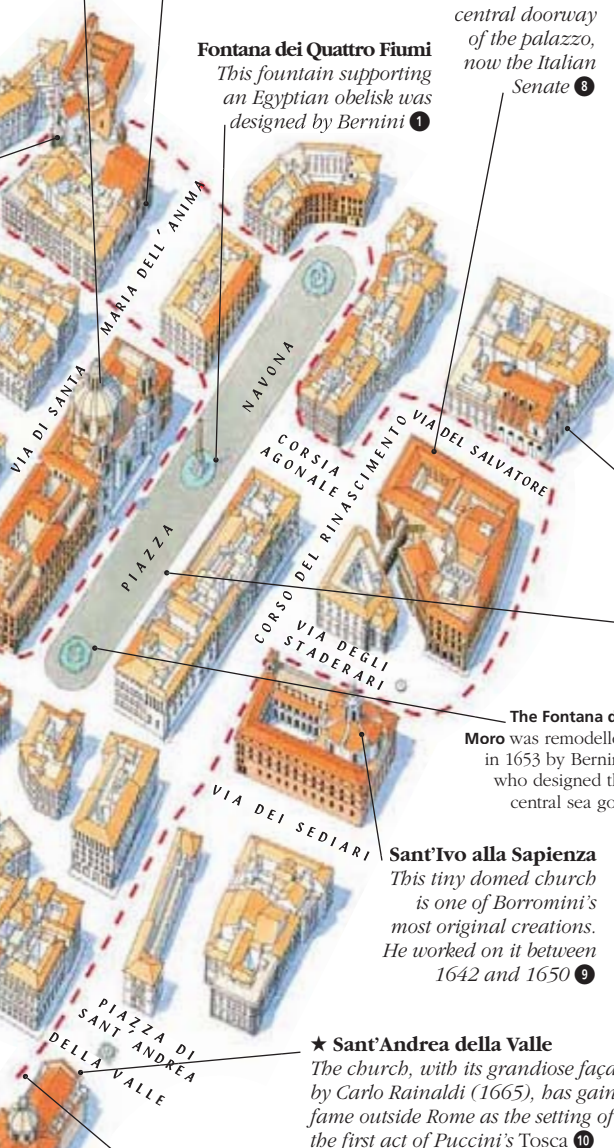 central doorway
of the palazzo,
now the Italian
Senate 8
Fontana dei Quattro Fiumi
This fountain supporting
an Egyptian obelisk was
designed by Bernini 1
VIA DI SANTA MARIA DELL'ANIMA
PIAZZA NAVONA
CORSIA
AGONALE
CORSO DEL RINASCIMENTO
VIA DEL SALVATORE
VIA DEGLI
STADERARI
The Fontana
Moro was remodelle
in 1653 by Bernin
who designed
central sea go
VIA DEI SEDIARI
Sant'Ivo alla Sapienza
This tiny domed church
is one of Borromini's
most original creations.
He worked on it between
1642 and 1650 9
PIAZZA DI
SANT'ANDREA
DELLA VALLE
★ Sant'Andrea della Valle
The church, with its grandiose faça
by Carlo Rainaldi (1665), has gain
fame outside Rome as the setting of
the first act of Puccini's Tosca 10